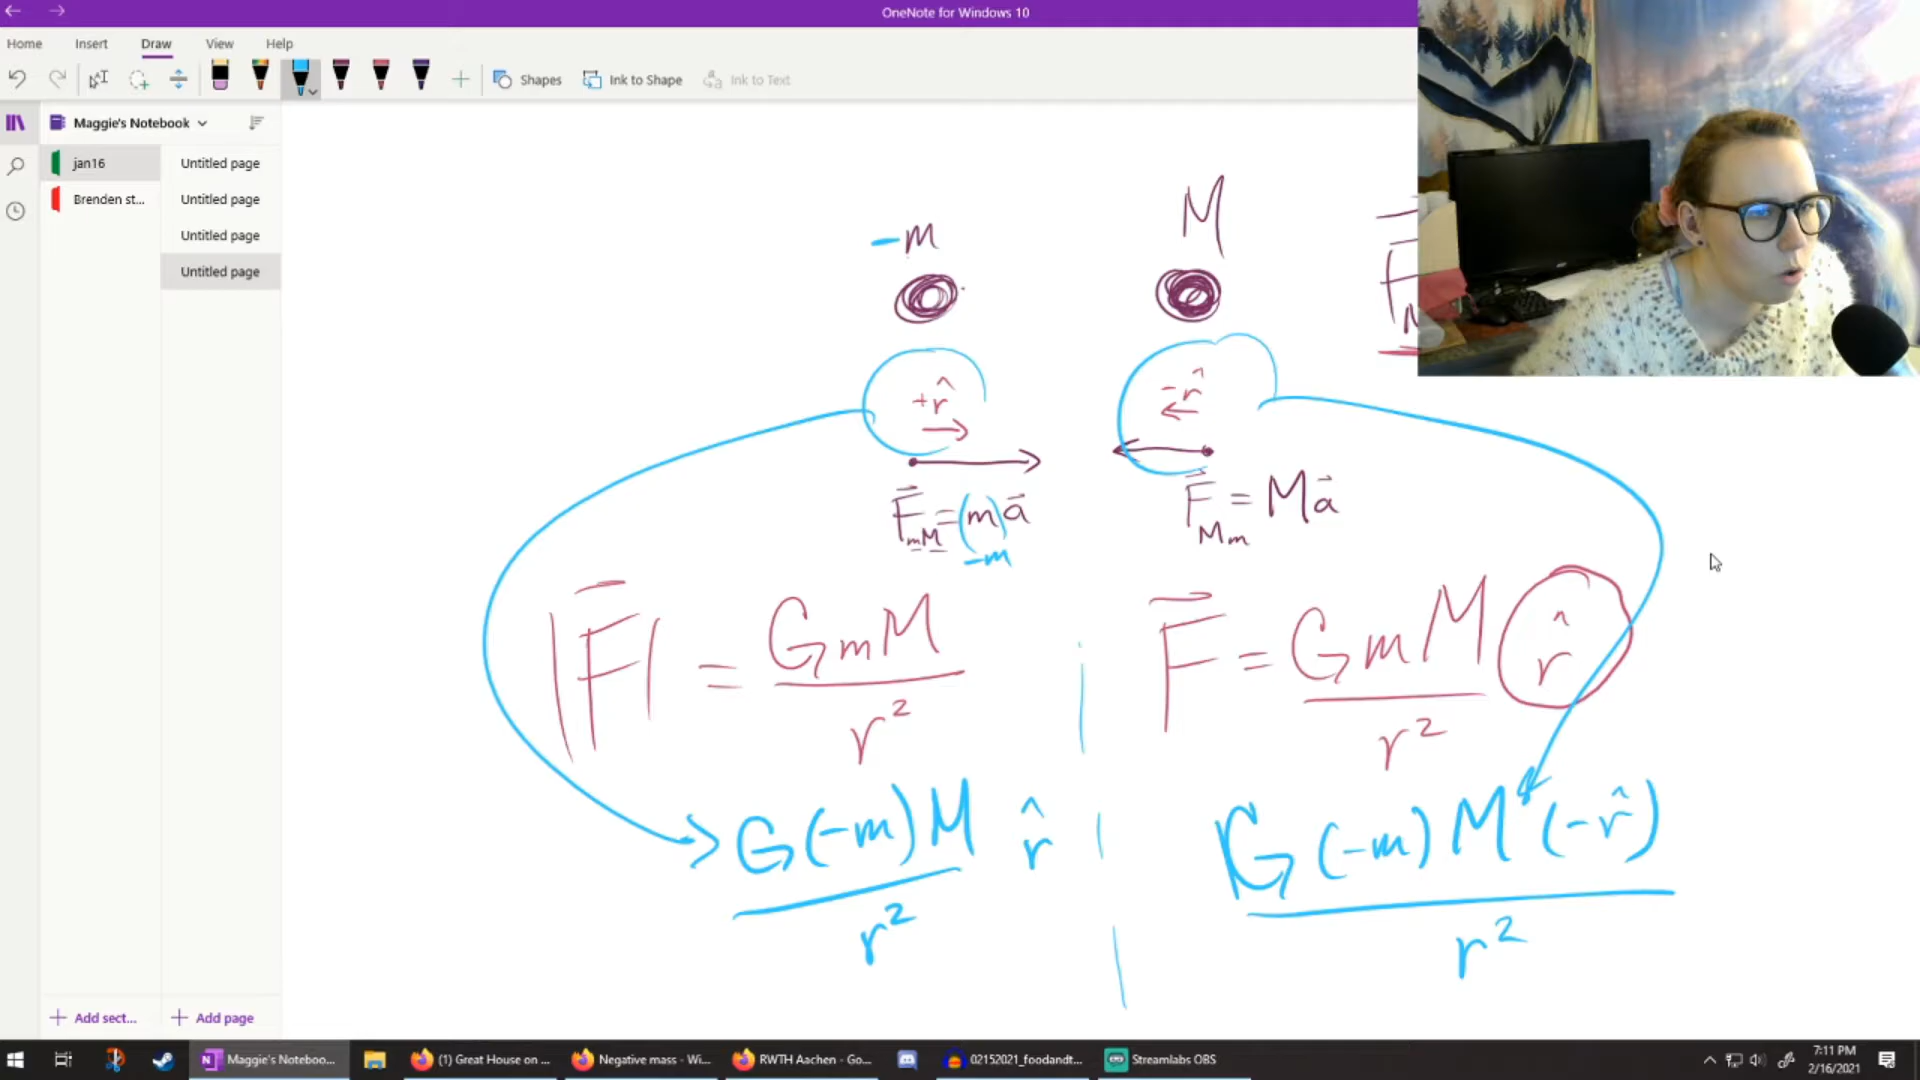 OneNote for Windows 10
Home Insert Draw View Help
Shapes Ink to Shape Ink to Text
Maggie's Notebook
jan16
Brenden st...
Untitled page
Untitled page
Untitled page
Untitled page
-m
M
+r̂
-r̂
F⃗mM = (m)a⃗
-m
F⃗Mm = Ma⃗
|F⃗| = GmM
r²
F⃗ = GmM r̂
r²
G(-m)M r̂
r²
G(-m)M(-r̂)
r²
Add sect...
Add page
Maggie's Noteboo...
(1) Great House on ...
Negative mass - Wi...
RWTH Aachen - Go...
02152021_foodandt...
Streamlabs OBS
7:11 PM
2/16/2021